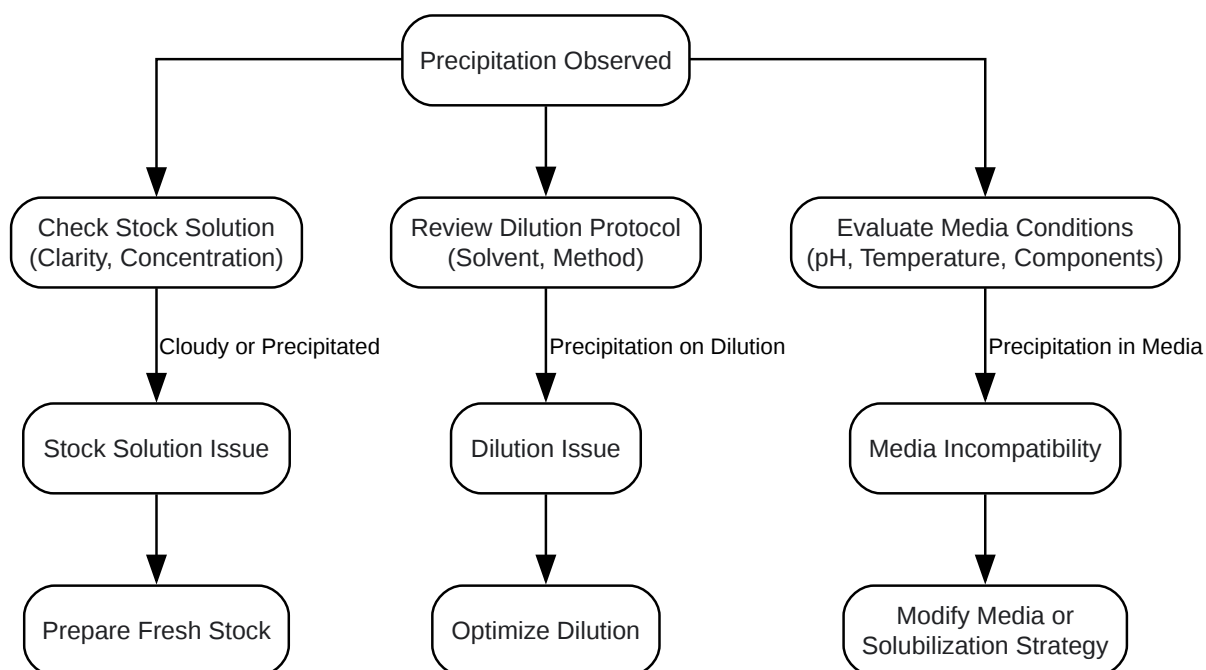 Precipitation Observed
Check Stock Solution
(Clarity, Concentration)
Review Dilution Protocol
(Solvent, Method)
Evaluate Media Conditions
(pH, Temperature, Components)
Cloudy or Precipitated
Precipitation on Dilution
Precipitation in Media
Stock Solution Issue
Dilution Issue
Media Incompatibility
Prepare Fresh Stock
Optimize Dilution
Modify Media or
Solubilization Strategy